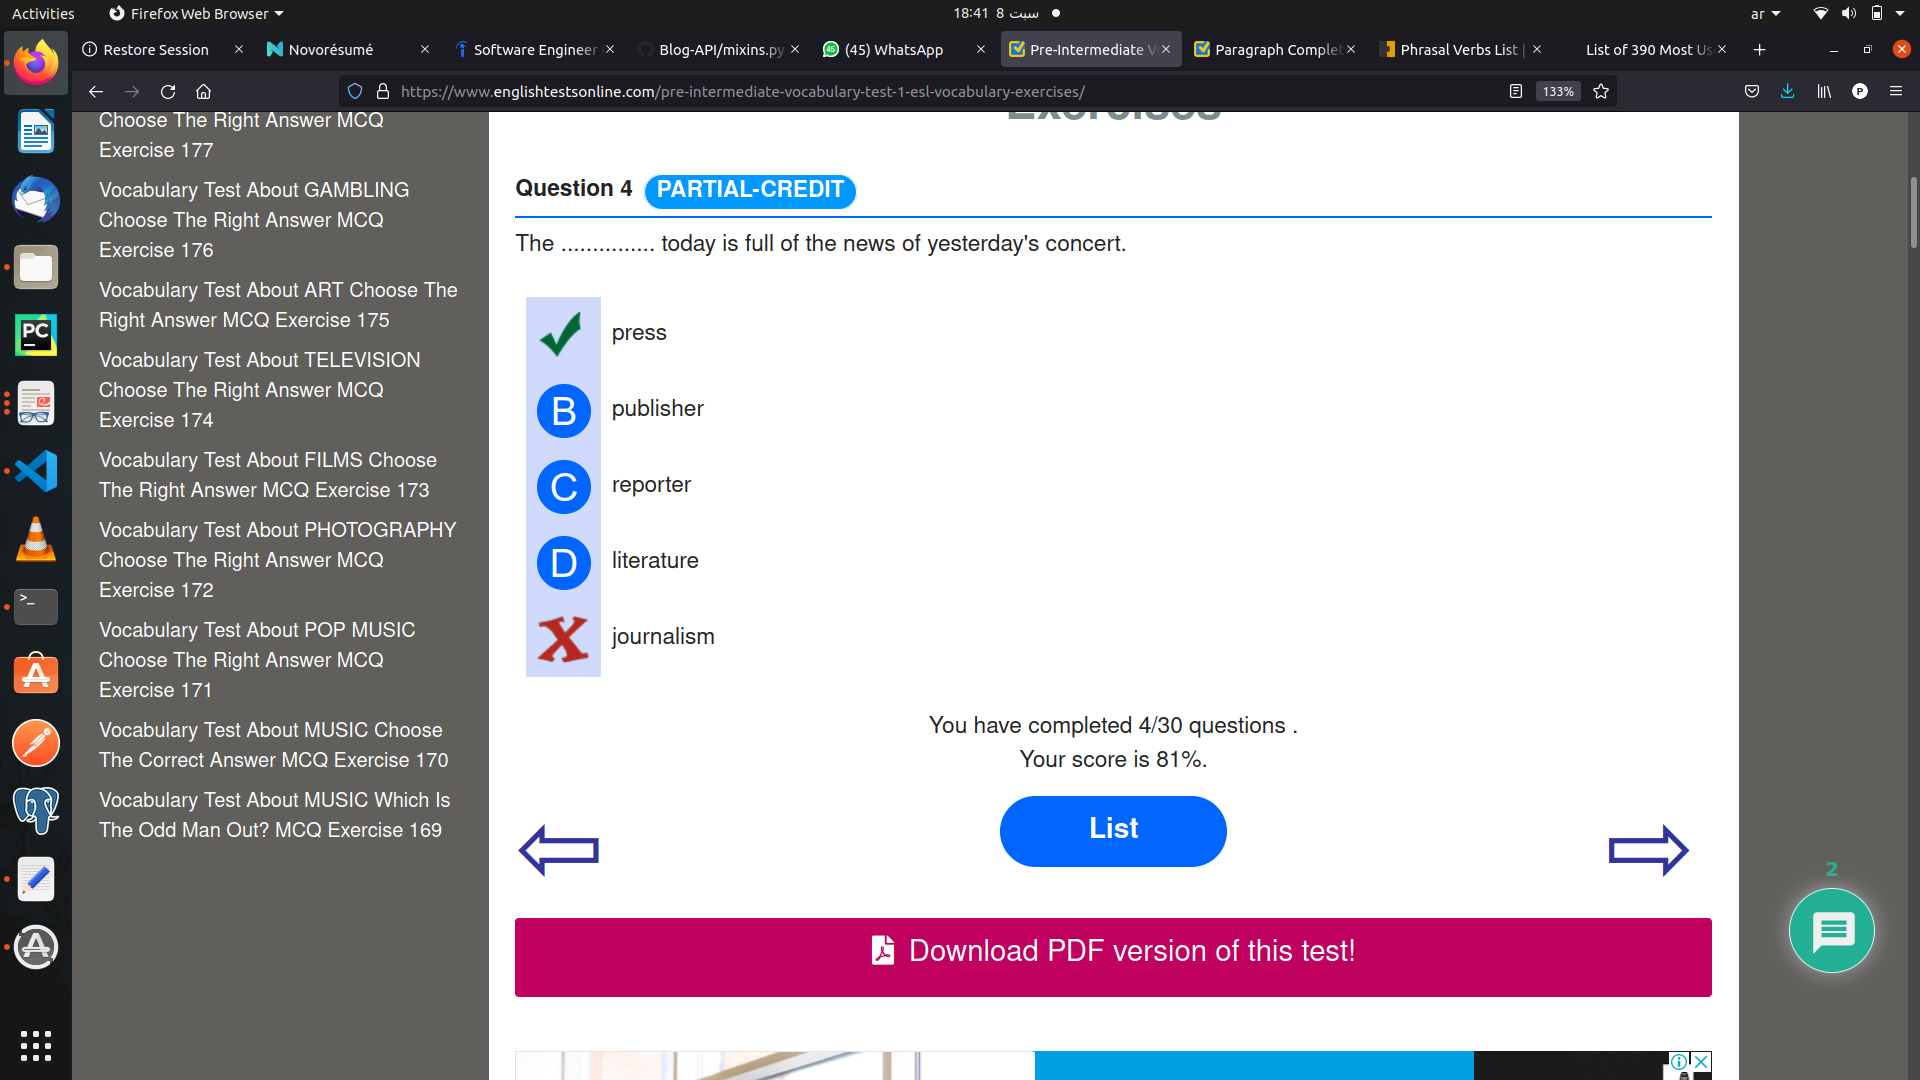 Activities
Firefox Web Browser
18:41 8 سبت
ar
Restore Session
Novorésumé
Software Engineer
Blog-API/mixins.py
(45) WhatsApp
Pre-Intermediate V
Paragraph Complet
Phrasal Verbs List |
List of 390 Most Us
https://www.englishtestsonline.com/pre-intermediate-vocabulary-test-1-esl-vocabulary-exercises/
133%
P
Choose The Right Answer MCQ
Exercise 177
Vocabulary Test About GAMBLING
Choose The Right Answer MCQ
Exercise 176
Vocabulary Test About ART Choose The
Right Answer MCQ Exercise 175
Vocabulary Test About TELEVISION
Choose The Right Answer MCQ
Exercise 174
Vocabulary Test About FILMS Choose
The Right Answer MCQ Exercise 173
Vocabulary Test About PHOTOGRAPHY
Choose The Right Answer MCQ
Exercise 172
Vocabulary Test About POP MUSIC
Choose The Right Answer MCQ
Exercise 171
Vocabulary Test About MUSIC Choose
The Correct Answer MCQ Exercise 170
Vocabulary Test About MUSIC Which Is
The Odd Man Out? MCQ Exercise 169
Exercises
Question 4 PARTIAL-CREDIT
The ............... today is full of the news of yesterday's concert.
press
B publisher
C reporter
D literature
X journalism
You have completed 4/30 questions .
Your score is 81%.
List
Download PDF version of this test!
2
PC
>_